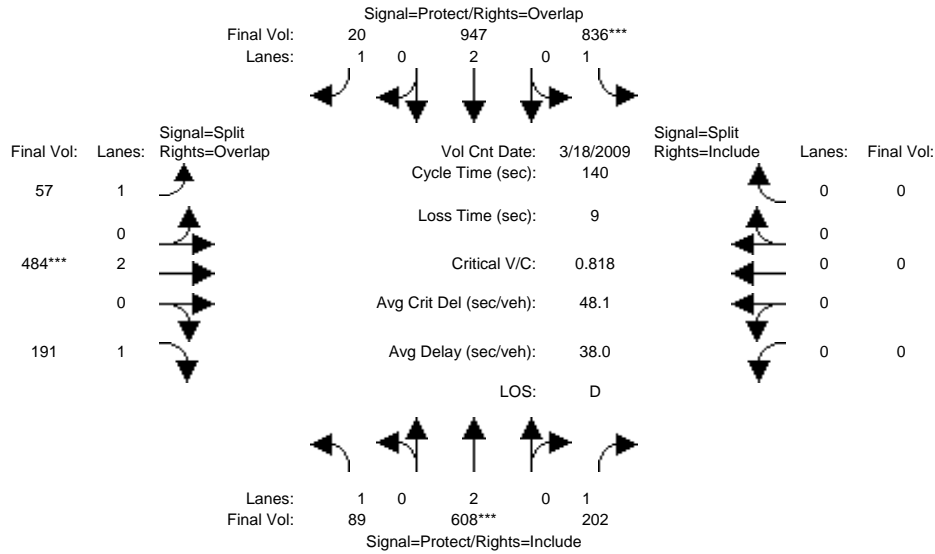 Signal=Protect/Rights=Overlap
Final Vol: 20 947 836***
Lanes: 1 0 2 0 1
Signal=Split
Final Vol: Lanes: Rights=Overlap
Vol Cnt Date: 3/18/2009
Signal=Split
Rights=Include Lanes: Final Vol:
Cycle Time (sec): 140
57 1
0 0
Loss Time (sec): 9
0
0
484*** 2
Critical V/C: 0.818
0 0
0
Avg Crit Del (sec/veh): 48.1
0
191 1
Avg Delay (sec/veh): 38.0
0 0
LOS: D
Lanes: 1 0 2 0 1
Final Vol: 89 608*** 202
Signal=Protect/Rights=Include